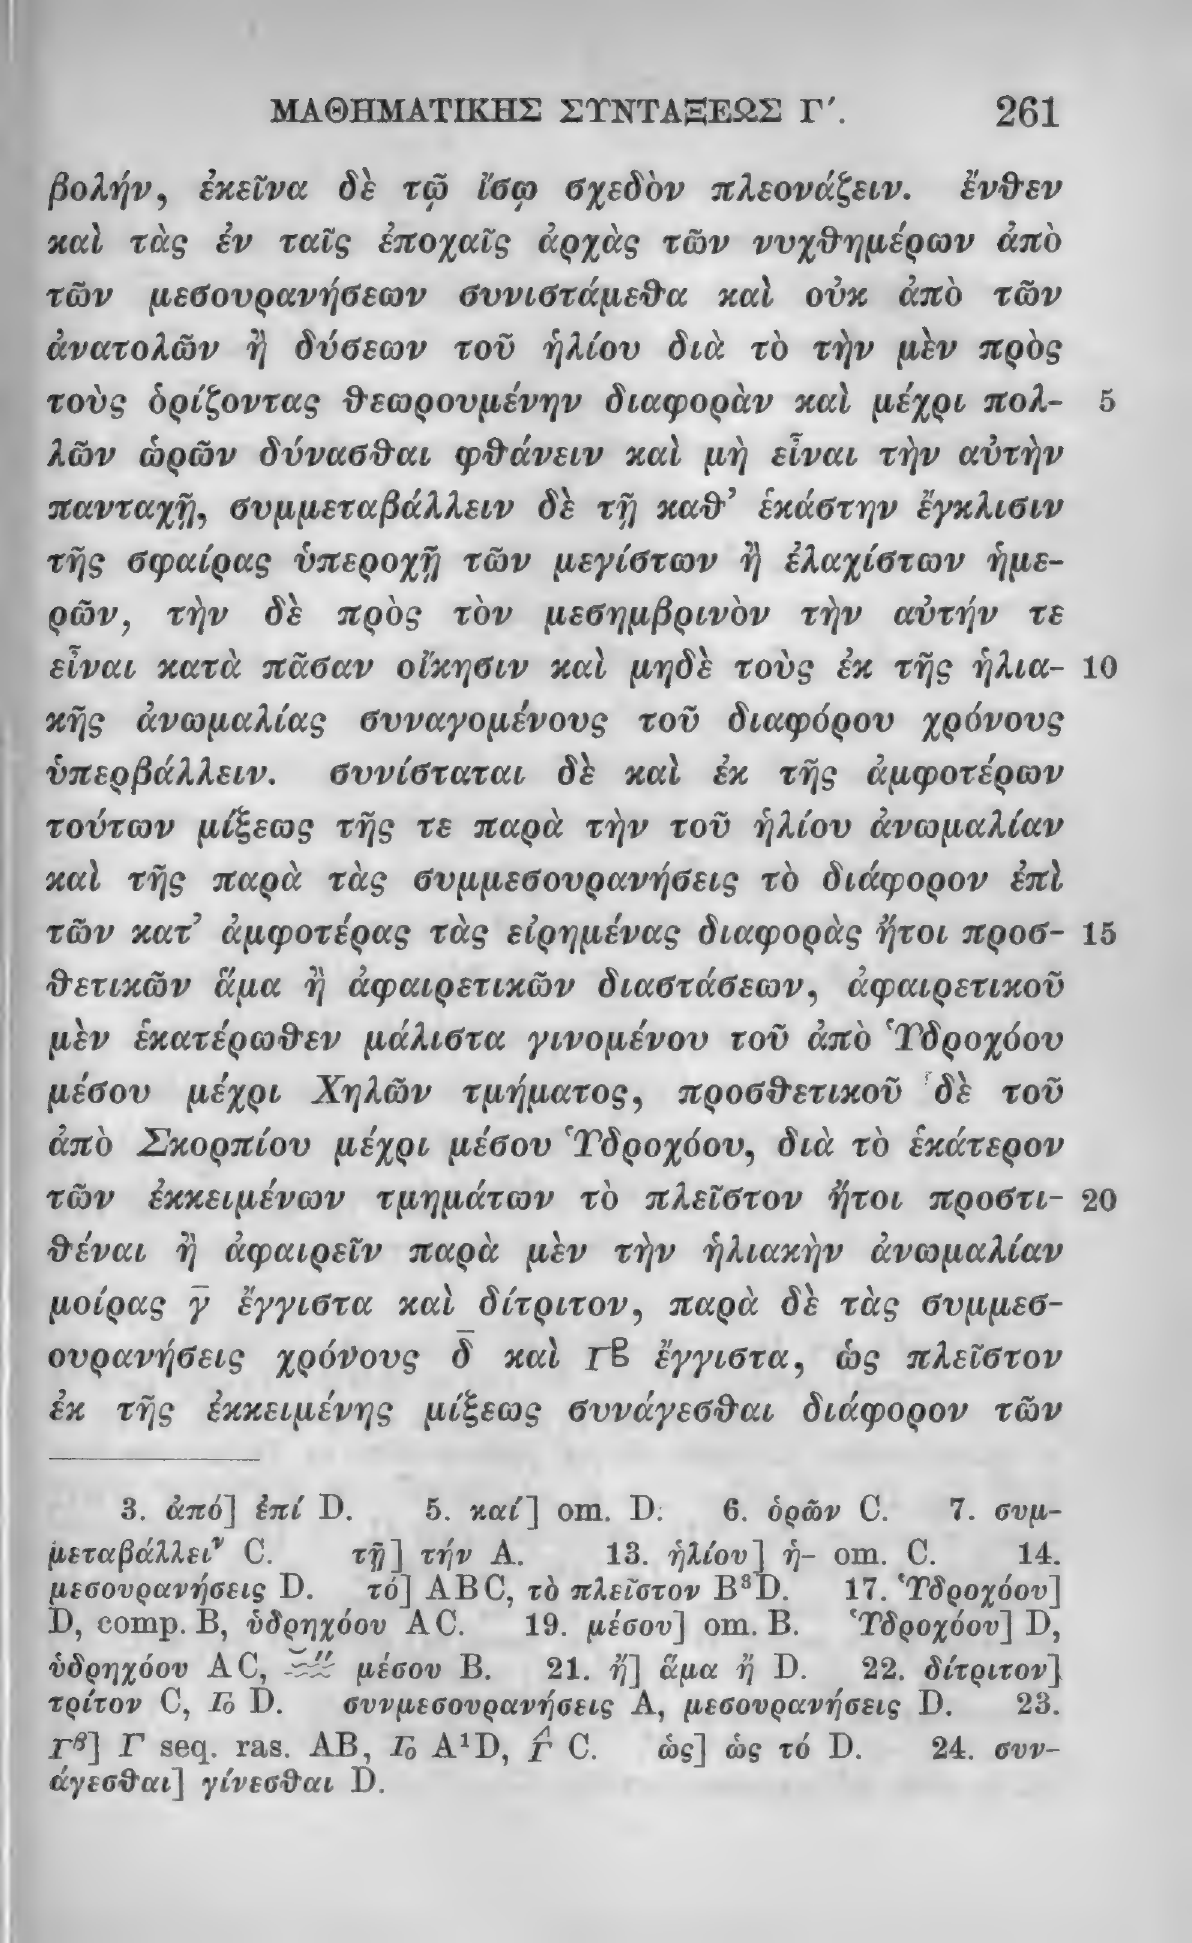 ΜΑΘΗΜΑΤΙΚΗΣ ΣΥΝΤΑΞΕΩΣ Γ΄. 261
βολήν, ἐκεῖνα δὲ τῷ ἴσῳ σχεδὸν πλεονάζειν. ἔνθεν
καὶ τὰς ἐν ταῖς ἐποχαῖς ἀρχὰς τῶν νυχθημέρων ἀπὸ
τῶν μεσουρανήσεων συνιστάμεθα καὶ οὐκ ἀπὸ τῶν
ἀνατολῶν ἢ δύσεων τοῦ ἡλίου διὰ τὸ τὴν μὲν πρὸς
τοὺς ὁρίζοντας θεωρουμένην διαφορὰν καὶ μέχρι πολ- 5
λῶν ὡρῶν δύνασθαι φθάνειν καὶ μὴ εἶναι τὴν αὐτὴν
πανταχῇ, συμμεταβάλλειν δὲ τῇ καθ’ ἑκάστην ἔγκλισιν
τῆς σφαίρας ὑπεροχῇ τῶν μεγίστων ἢ ἐλαχίστων ἡμε-
ρῶν, τὴν δὲ πρὸς τὸν μεσημβρινὸν τὴν αὐτήν τε
εἶναι κατὰ πᾶσαν οἴκησιν καὶ μηδὲ τοὺς ἐκ τῆς ἡλια- 10
κῆς ἀνωμαλίας συναγομένους τοῦ διαφόρου χρόνους
ὑπερβάλλειν. συνίσταται δὲ καὶ ἐκ τῆς ἀμφοτέρων
τούτων μίξεως τῆς τε παρὰ τὴν τοῦ ἡλίου ἀνωμαλίαν
καὶ τῆς παρὰ τὰς συμμεσουρανήσεις τὸ διάφορον ἐπὶ
τῶν κατ’ ἀμφοτέρας τὰς εἰρημένας διαφορὰς ἤτοι προσ- 15
θετικῶν ἅμα ἢ ἀφαιρετικῶν διαστάσεων, ἀφαιρετικοῦ
μὲν ἑκατέρωθεν μάλιστα γινομένου τοῦ ἀπὸ Ὑδροχόου
μέσου μέχρι Χηλῶν τμήματος, προσθετικοῦ δὲ τοῦ
ἀπὸ Σκορπίου μέχρι μέσου Ὑδροχόου, διὰ τὸ ἑκάτερον
τῶν ἐκκειμένων τμημάτων τὸ πλεῖστον ἤτοι προστι- 20
θέναι ἢ ἀφαιρεῖν παρὰ μὲν τὴν ἡλιακὴν ἀνωμαλίαν
μοίρας γ̅ ἔγγιστα καὶ δίτριτον, παρὰ δὲ τὰς συμμεσ-
ουρανήσεις χρόνους δ̅ καὶ Γβ ἔγγιστα, ὡς πλεῖστον
ἐκ τῆς ἐκκειμένης μίξεως συνάγεσθαι διάφορον τῶν
3. ἀπό] ἐπί D. 5. καί] om. D. 6. ὁρῶν C. 7. συμ-
μεταβάλλειν C. τῇ] τήν A. 13. ἡλίου] ἡ- om. C. 14.
μεσουρανήσεις D. τό] ABC, τὸ πλεῖστον B³D. 17. Ὑδροχόου]
D, comp. B, ὑδρηχόου AC. 19. μέσου] om. B. Ὑδροχόου] D,
ὑδρηχόου AC, μέσου B. 21. ἤ] ἅμα ἤ D. 22. δίτριτον]
τρίτον C, Γο D. συνμεσουρανήσεις A, μεσουρανήσεις D. 23.
Γβ] Γ seq. ras. AB, Γο A¹D, Γ̂ C. ὡς] ὡς τό D. 24. συν-
άγεσθαι] γίνεσθαι D.